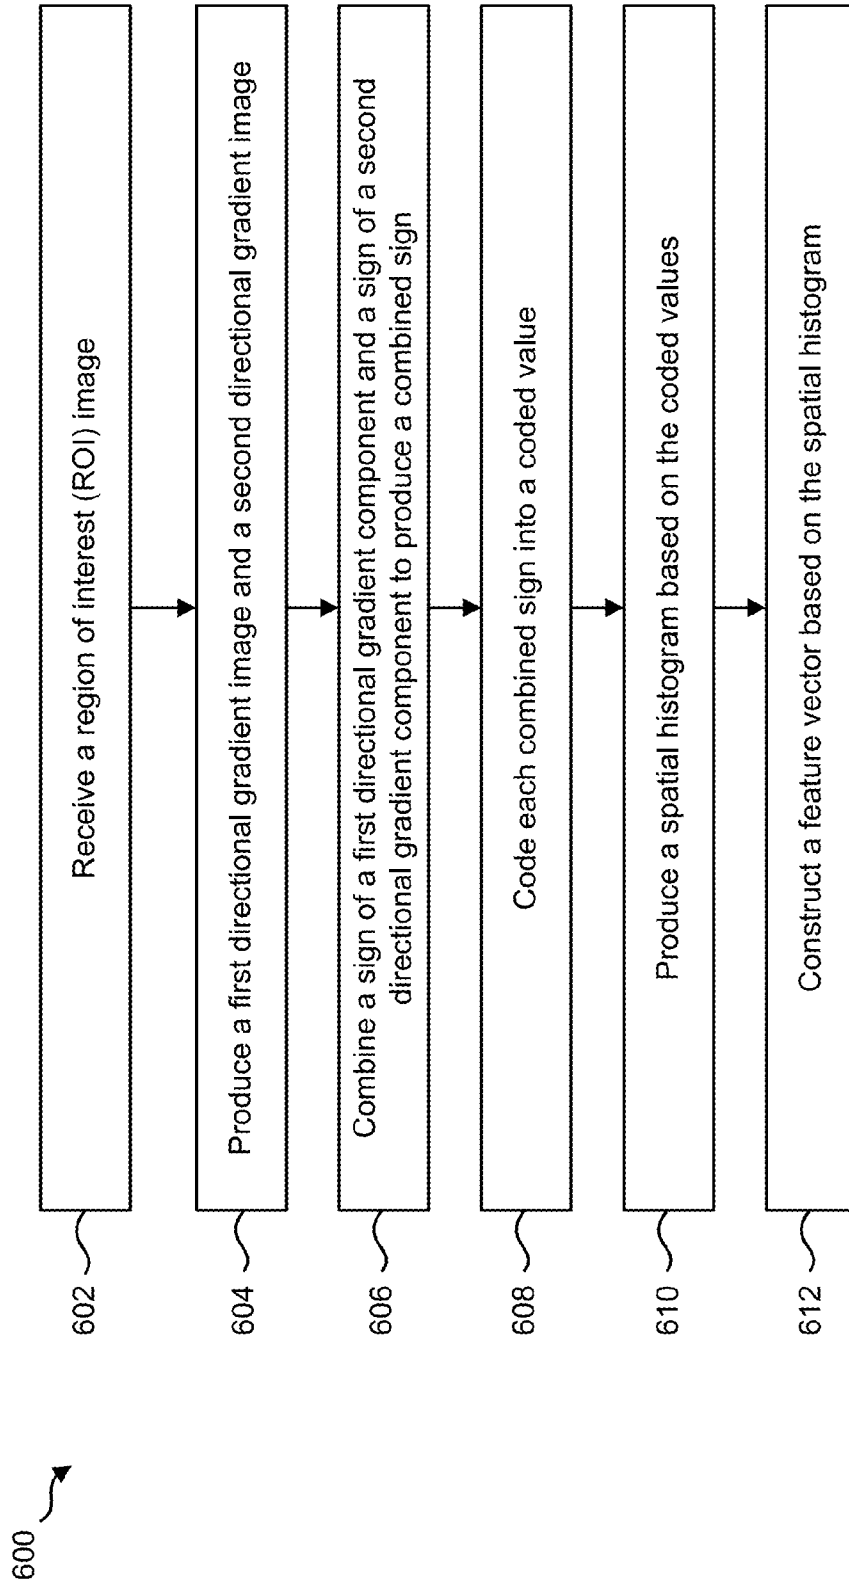 600
602
Receive a region of interest (ROI) image
604
Produce a first directional gradient image and a second directional gradient image
606
Combine a sign of a first directional gradient component and a sign of a second
directional gradient component to produce a combined sign
608
Code each combined sign into a coded value
610
Produce a spatial histogram based on the coded values
612
Construct a feature vector based on the spatial histogram